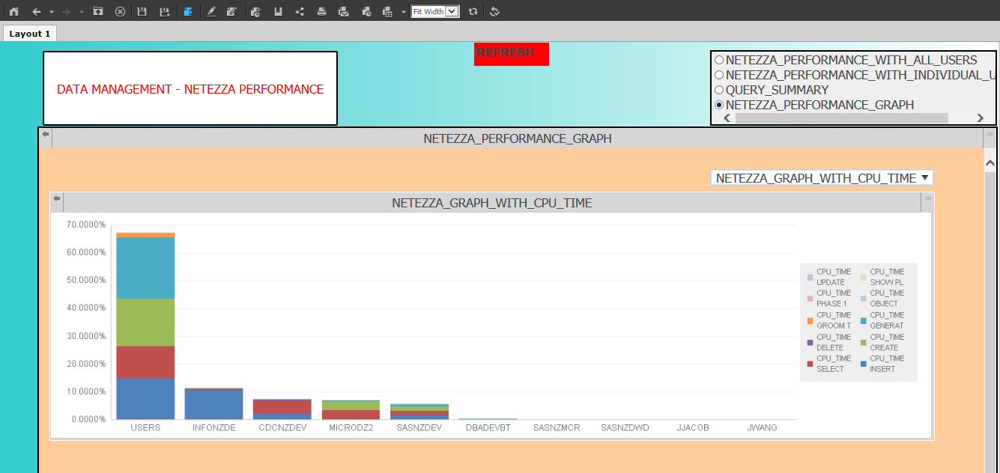 Fit Width
Layout 1
REFRESH
DATA MANAGEMENT - NETEZZA PERFORMANCE
NETEZZA_PERFORMANCE_WITH_ALL_USERS
NETEZZA_PERFORMANCE_WITH_INDIVIDUAL_U
QUERY_SUMMARY
NETEZZA_PERFORMANCE_GRAPH
NETEZZA_PERFORMANCE_GRAPH
NETEZZA_GRAPH_WITH_CPU_TIME
NETEZZA_GRAPH_WITH_CPU_TIME
70.0000%
60.0000%
50.0000%
40.0000%
30.0000%
20.0000%
10.0000%
0.0000%
USERS INFONZDE CDCNZDEV MICRODZ2 SASNZDEV DBADEVBT SASNZMCR SASNZDWD JJACOB JWANG
CPU_TIME CPU_TIME
UPDATE SHOW PL
CPU_TIME CPU_TIME
PHASE 1 OBJECT
CPU_TIME CPU_TIME
GROOM T GENERAT
CPU_TIME CPU_TIME
DELETE CREATE
CPU_TIME CPU_TIME
SELECT INSERT